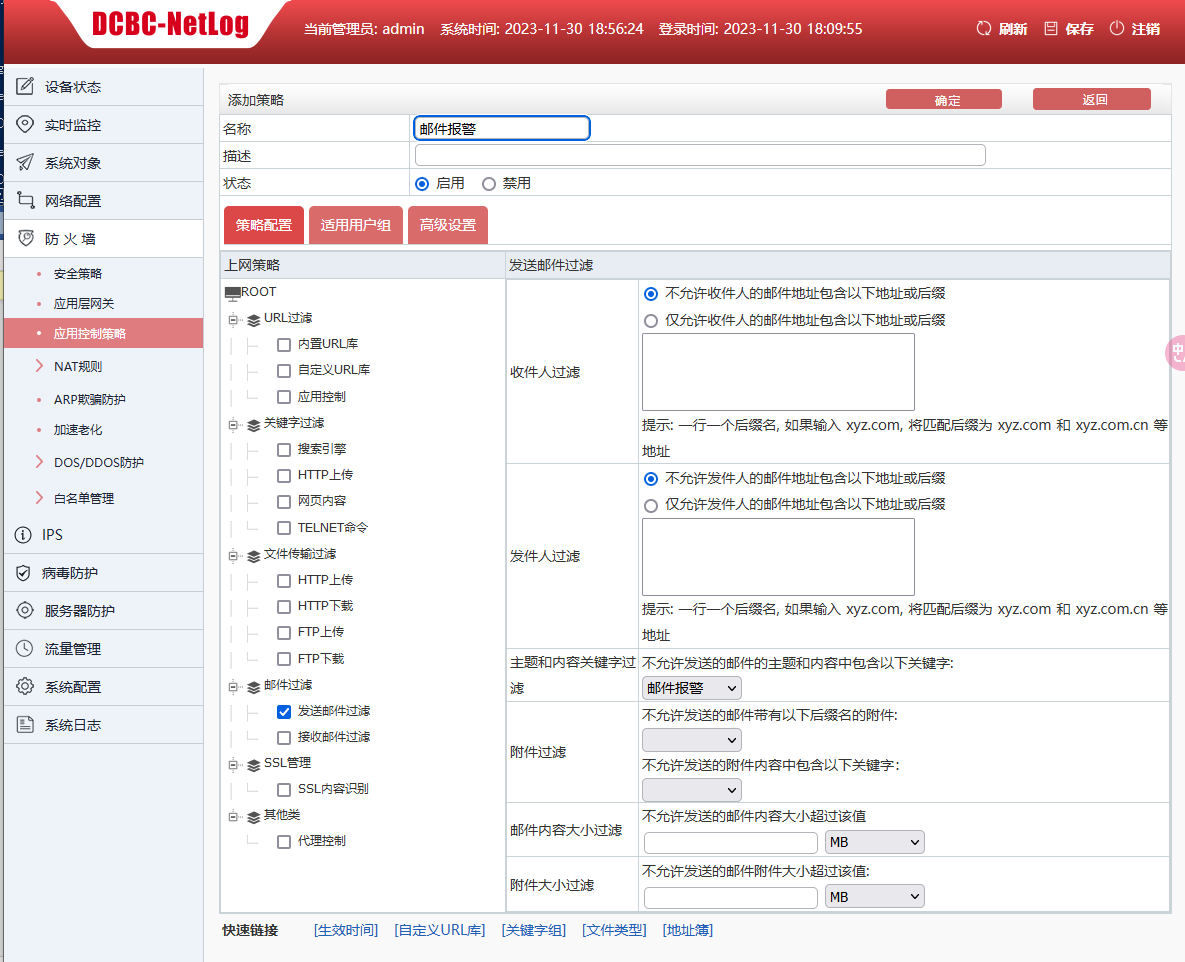 DCBC-NetLog
当前管理员: admin 系统时间: 2023-11-30 18:56:24 登录时间: 2023-11-30 18:09:55
刷新 保存 注销
设备状态
实时监控
系统对象
网络配置
防 火 墙
安全策略
应用层网关
应用控制策略
NAT规则
ARP欺骗防护
加速老化
DOS/DDOS防护
白名单管理
IPS
病毒防护
服务器防护
流量管理
系统配置
系统日志
添加策略 确定 返回
名称 邮件报警
描述
状态 启用 禁用
策略配置 适用用户组 高级设置
上网策略
ROOT
URL过滤
内置URL库
自定义URL库
应用控制
关键字过滤
搜索引擎
HTTP上传
网页内容
TELNET命令
文件传输过滤
HTTP上传
HTTP下载
FTP上传
FTP下载
邮件过滤
发送邮件过滤
接收邮件过滤
SSL管理
SSL内容识别
其他类
代理控制
发送邮件过滤
收件人过滤
不允许收件人的邮件地址包含以下地址或后缀
仅允许收件人的邮件地址包含以下地址或后缀
提示: 一行一个后缀名, 如果输入 xyz.com, 将匹配后缀为 xyz.com 和 xyz.com.cn 等
地址
发件人过滤
不允许发件人的邮件地址包含以下地址或后缀
仅允许发件人的邮件地址包含以下地址或后缀
提示: 一行一个后缀名, 如果输入 xyz.com, 将匹配后缀为 xyz.com 和 xyz.com.cn 等
地址
主题和内容关键字过
滤
不允许发送的邮件的主题和内容中包含以下关键字:
邮件报警
附件过滤
不允许发送的邮件带有以下后缀名的附件:
不允许发送的附件内容中包含以下关键字:
邮件内容大小过滤
不允许发送的邮件内容大小超过该值
MB
附件大小过滤
不允许发送的邮件附件大小超过该值:
MB
快速链接 [生效时间] [自定义URL库] [关键字组] [文件类型] [地址簿]
中